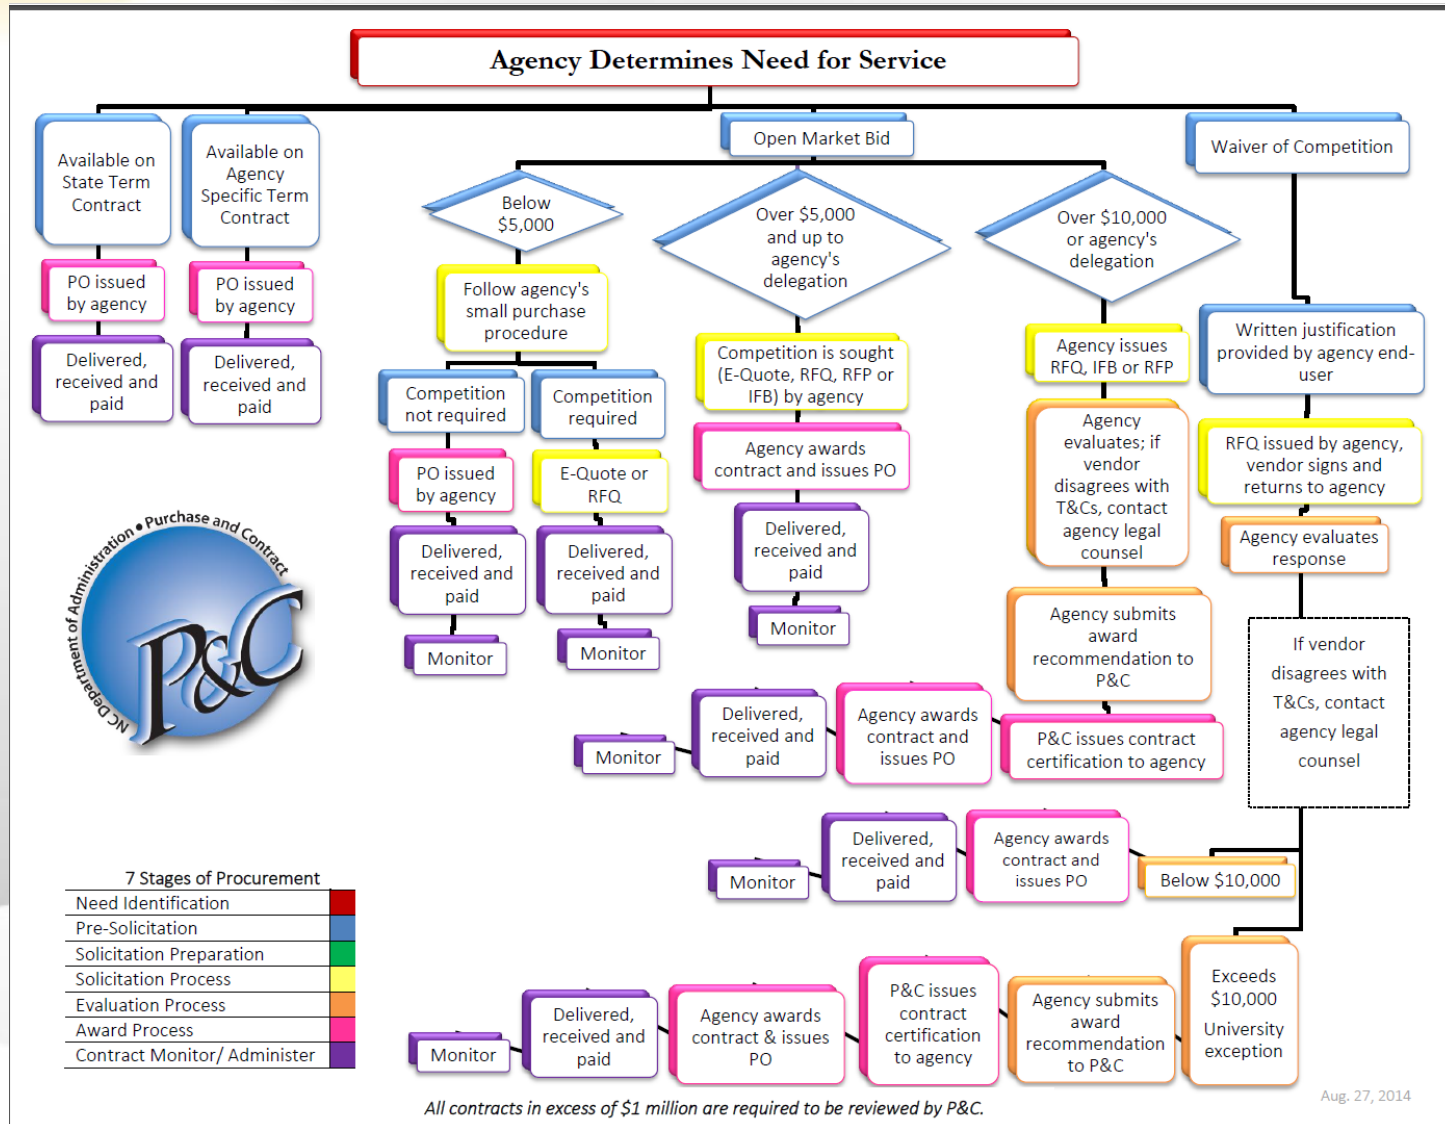 Agency Determines Need for Service
Available on
State Term
Contract
PO issued
by agency
Delivered,
received and
paid
Available on
Agency
Specific Term
Contract
PO issued
by agency
Delivered,
received and
paid
Open Market Bid
Below
$5,000
Follow agency's
small purchase
procedure
Competition
not required
PO issued
by agency
Delivered,
received and
paid
Monitor
Competition
required
E-Quote or
RFQ
Delivered,
received and
paid
Monitor
Over $5,000
and up to
agency's
delegation
Competition is sought
(E-Quote, RFQ, RFP or
IFB) by agency
Agency awards
contract and issues PO
Delivered,
received and
paid
Monitor
Over $10,000
or agency's
delegation
Agency issues
RFQ, IFB or RFP
Agency
evaluates; if
vendor
disagrees with
T&Cs, contact
agency legal
counsel
Agency submits
award
recommendation to
P&C
P&C issues contract
certification to agency
Agency awards
contract and
issues PO
Delivered,
received and
paid
Monitor
Waiver of Competition
Written justification
provided by agency end-
user
RFQ issued by agency,
vendor signs and
returns to agency
Agency evaluates
response
If vendor
disagrees with
T&Cs, contact
agency legal
counsel
Below $10,000
Agency awards
contract and
issues PO
Delivered,
received and
paid
Monitor
Exceeds
$10,000
University
exception
Agency submits
award
recommendation
to P&C
P&C issues
contract
certification
to agency
Agency awards
contract & issues
PO
Delivered,
received and
paid
Monitor
NC Department of Administration • Purchase and Contract
P&C
7 Stages of Procurement
Need Identification
Pre-Solicitation
Solicitation Preparation
Solicitation Process
Evaluation Process
Award Process
Contract Monitor/ Administer
All contracts in excess of $1 million are required to be reviewed by P&C.
Aug. 27, 2014